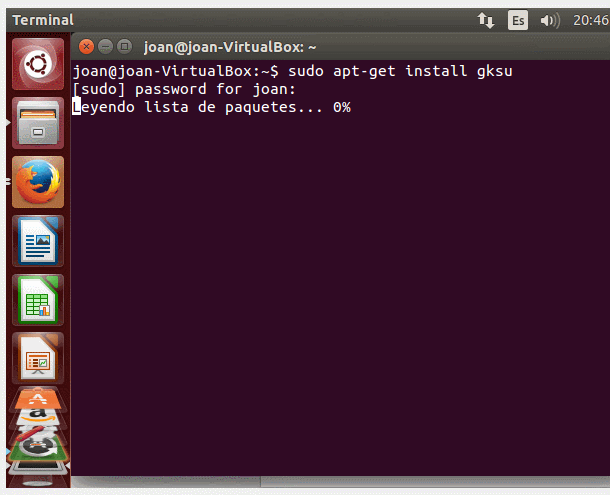 Terminal
Es
20:46
joan@joan-VirtualBox: ~
joan@joan-VirtualBox:~$ sudo apt-get install gksu
[sudo] password for joan:
Leyendo lista de paquetes... 0%